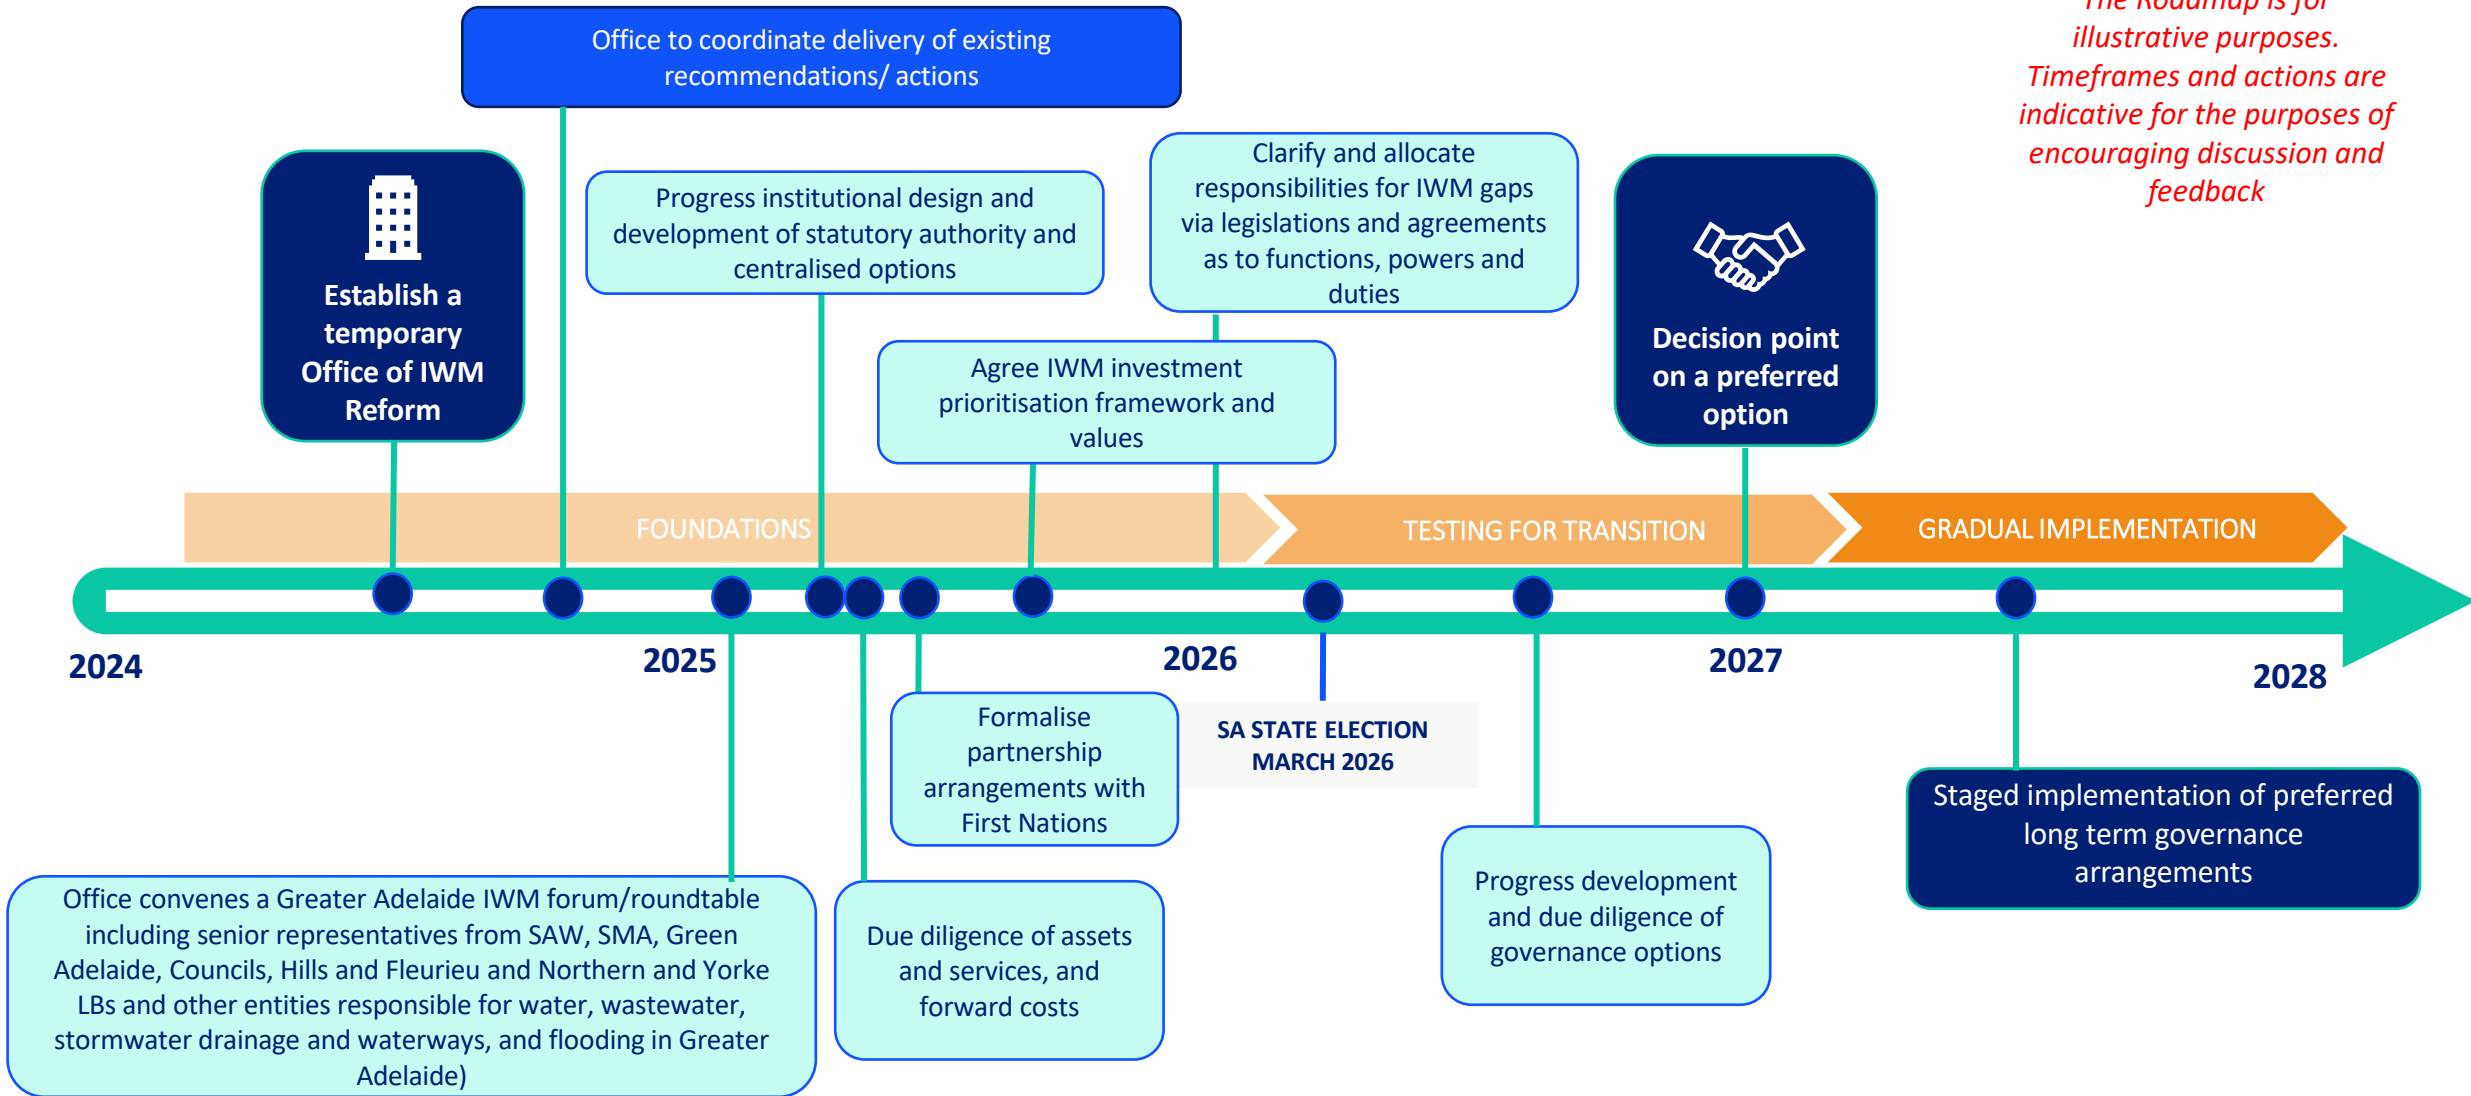 The Roadmap is for
illustrative purposes.
Timeframes and actions are
indicative for the purposes of
encouraging discussion and
feedback
Office to coordinate delivery of existing
recommendations/ actions
Establish a
temporary
Office of IWM
Reform
Progress institutional design and
development of statutory authority and
centralised options
Clarify and allocate
responsibilities for IWM gaps
via legislations and agreements
as to functions, powers and
duties
Agree IWM investment
prioritisation framework and
values
Decision point
on a preferred
option
FOUNDATIONS
TESTING FOR TRANSITION
GRADUAL IMPLEMENTATION
2024
2025
2026
2027
2028
Formalise
partnership
arrangements with
First Nations
SA STATE ELECTION
MARCH 2026
Office convenes a Greater Adelaide IWM forum/roundtable
including senior representatives from SAW, SMA, Green
Adelaide, Councils, Hills and Fleurieu and Northern and Yorke
LBs and other entities responsible for water, wastewater,
stormwater drainage and waterways, and flooding in Greater
Adelaide)
Due diligence of assets
and services, and
forward costs
Progress development
and due diligence of
governance options
Staged implementation of preferred
long term governance
arrangements